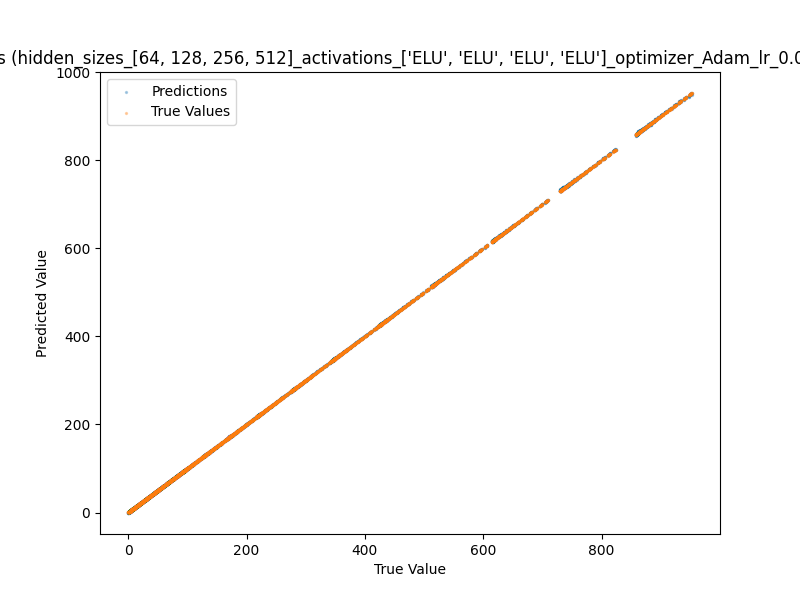 s (hidden_sizes_[64, 128, 256, 512]_activations_['ELU', 'ELU', 'ELU', 'ELU']_optimizer_Adam_lr_0.0
Predictions
True Values
1000
800
600
400
200
0
Predicted Value
0 200 400 600 800
True Value